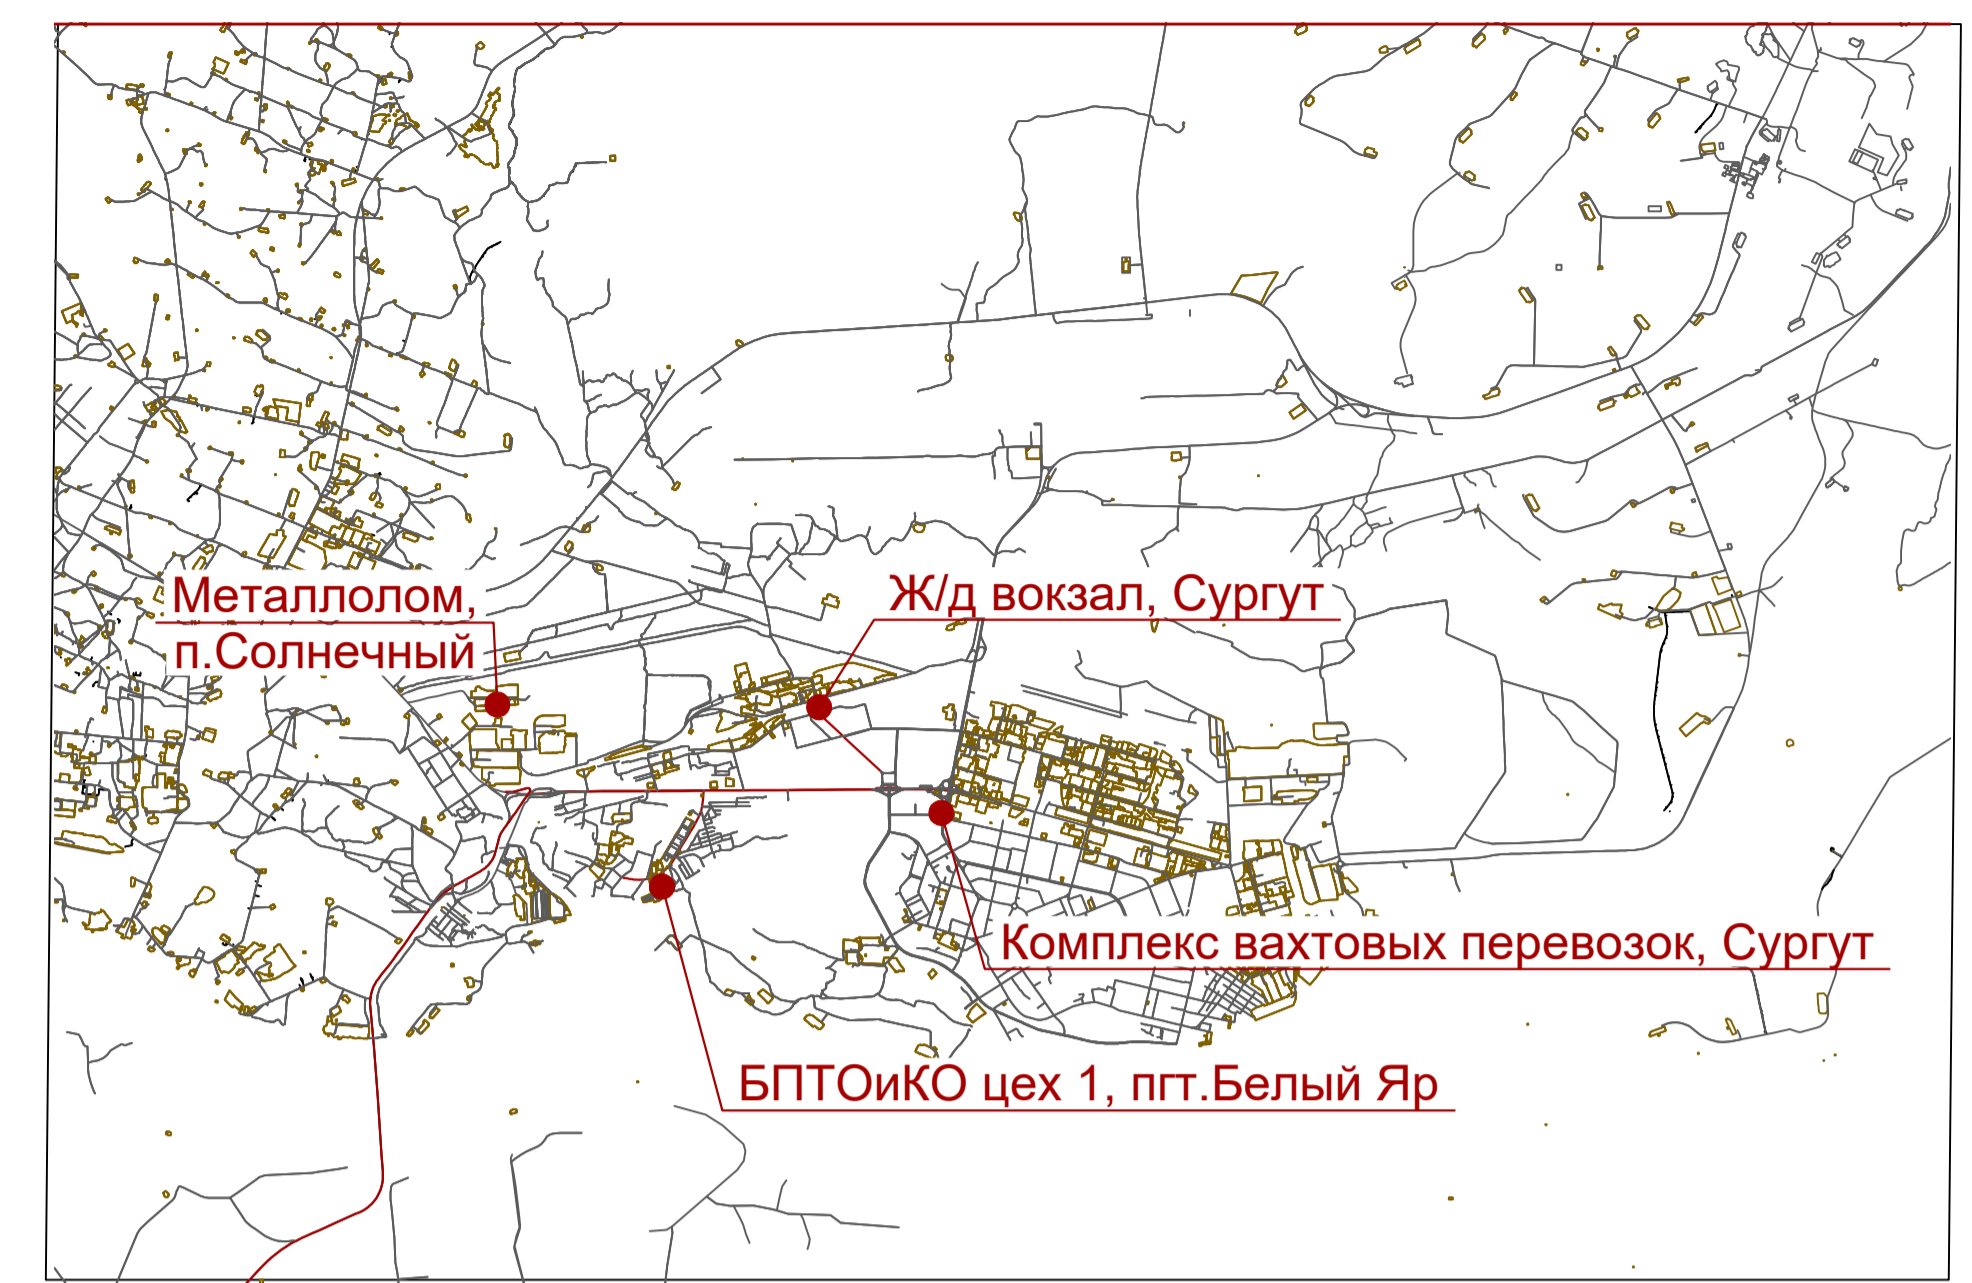 Металлолом,
п.Солнечный
Ж/д вокзал, Сургут
Комплекс вахтовых перевозок, Сургут
БПТОиКО цех 1, пгт.Белый Яр